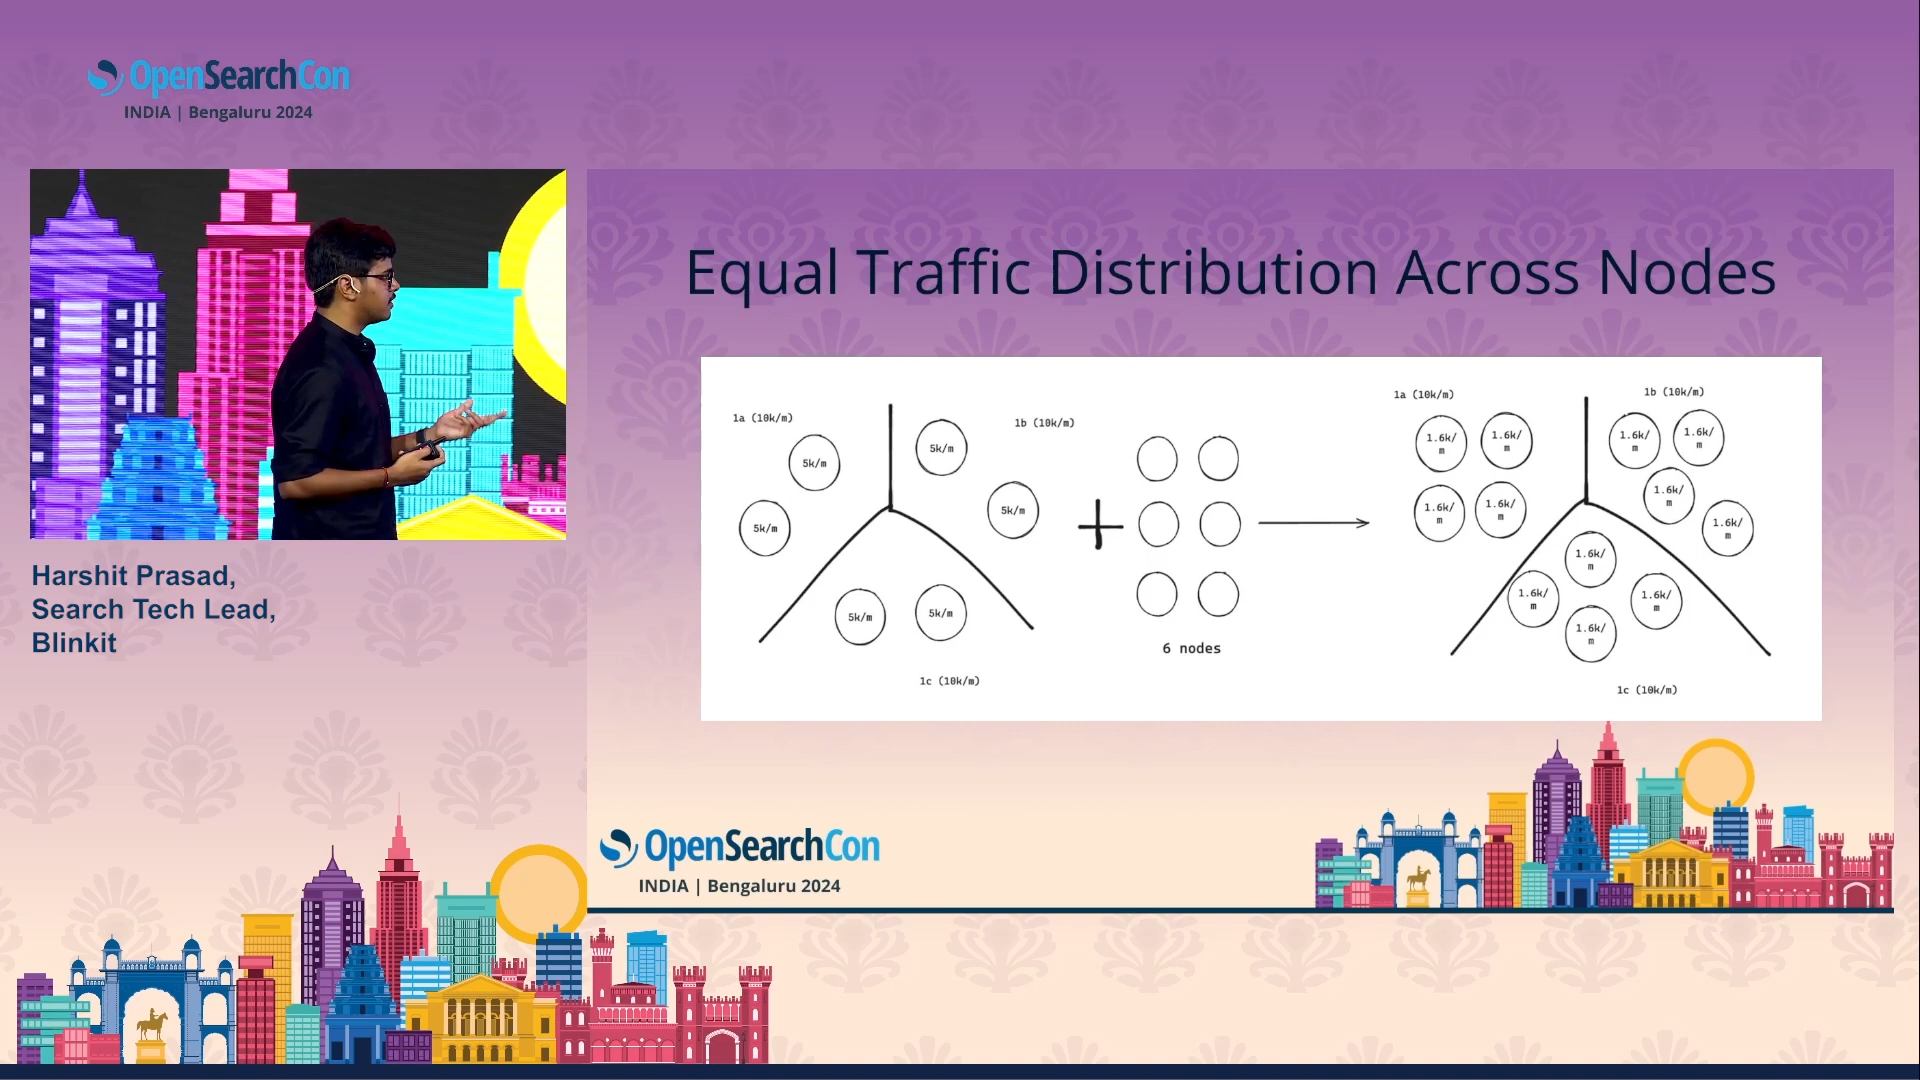 OpenSearchCon
INDIA | Bengaluru 2024
Harshit Prasad,
Search Tech Lead,
Blinkit
Equal Traffic Distribution Across Nodes
1a (10k/m)
1b (10k/m)
5k/m
5k/m
5k/m
5k/m
5k/m
5k/m
1c (10k/m)
+
6 nodes
1a (10k/m)
1b (10k/m)
1.6k/
m
1.6k/
m
1.6k/
m
1.6k/
m
1.6k/
m
1.6k/
m
1.6k/
m
1.6k/
m
1.6k/
m
1.6k/
m
1.6k/
m
1.6k/
m
1c (10k/m)
OpenSearchCon
INDIA | Bengaluru 2024